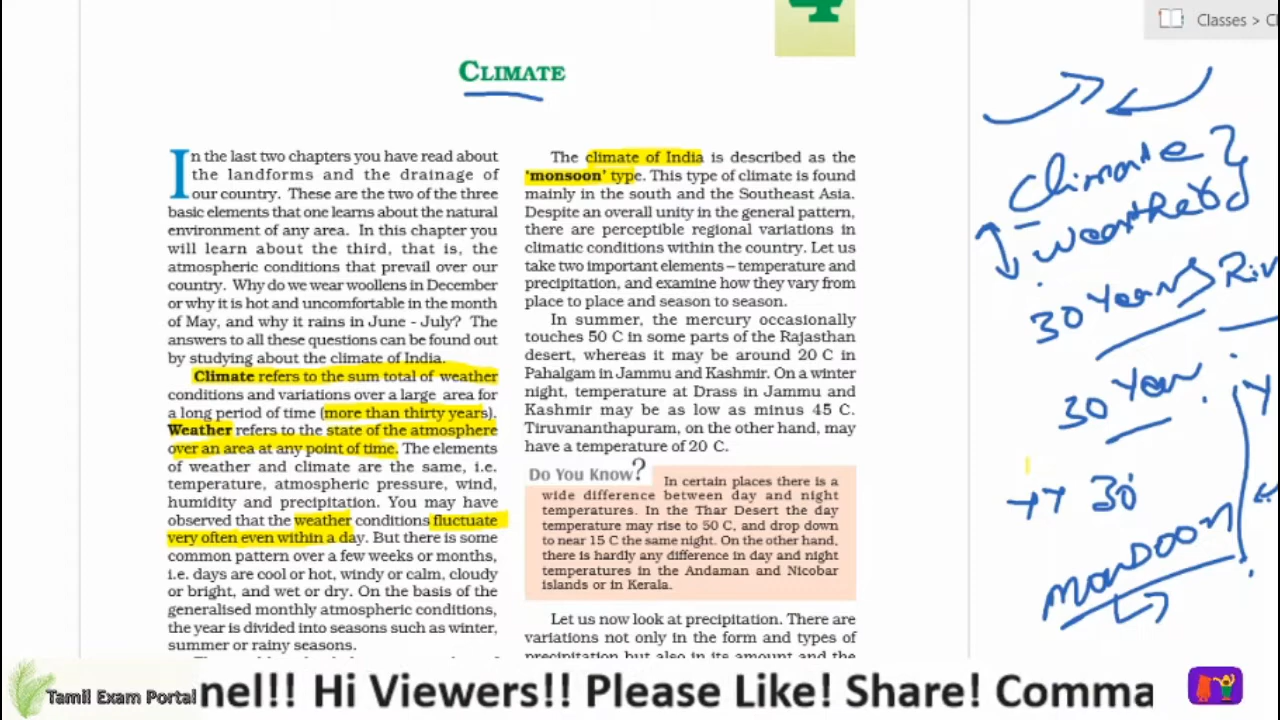 Classes > C
4
CLIMATE
In the last two chapters you have read about
the landforms and the drainage of
our country. These are the two of the three
basic elements that one learns about the natural
environment of any area. In this chapter you
will learn about the third, that is, the
atmospheric conditions that prevail over our
country. Why do we wear woollens in December
or why it is hot and uncomfortable in the month
of May, and why it rains in June - July? The
answers to all these questions can be found out
by studying about the climate of India.
Climate refers to the sum total of weather
conditions and variations over a large area for
a long period of time (more than thirty years).
Weather refers to the state of the atmosphere
over an area at any point of time. The elements
of weather and climate are the same, i.e.
temperature, atmospheric pressure, wind,
humidity and precipitation. You may have
observed that the weather conditions fluctuate
very often even within a day. But there is some
common pattern over a few weeks or months,
i.e. days are cool or hot, windy or calm, cloudy
or bright, and wet or dry. On the basis of the
generalised monthly atmospheric conditions,
the year is divided into seasons such as winter,
summer or rainy seasons.
The climate of India is described as the
‘monsoon’ type. This type of climate is found
mainly in the south and the Southeast Asia.
Despite an overall unity in the general pattern,
there are perceptible regional variations in
climatic conditions within the country. Let us
take two important elements – temperature and
precipitation, and examine how they vary from
place to place and season to season.
In summer, the mercury occasionally
touches 50 C in some parts of the Rajasthan
desert, whereas it may be around 20 C in
Pahalgam in Jammu and Kashmir. On a winter
night, temperature at Drass in Jammu and
Kashmir may be as low as minus 45 C.
Tiruvananthapuram, on the other hand, may
have a temperature of 20 C.
Do You Know?
In certain places there is a
wide difference between day and night
temperatures. In the Thar Desert the day
temperature may rise to 50 C, and drop down
to near 15 C the same night. On the other hand,
there is hardly any difference in day and night
temperatures in the Andaman and Nicobar
islands or in Kerala.
Let us now look at precipitation. There are
variations not only in the form and types of
precipitation but also in its amount and the
Climate
weather
30 Years Riv
30 Year
30
monsoon
Tamil Exam Portal
nel!! Hi Viewers!! Please Like! Share! Comma